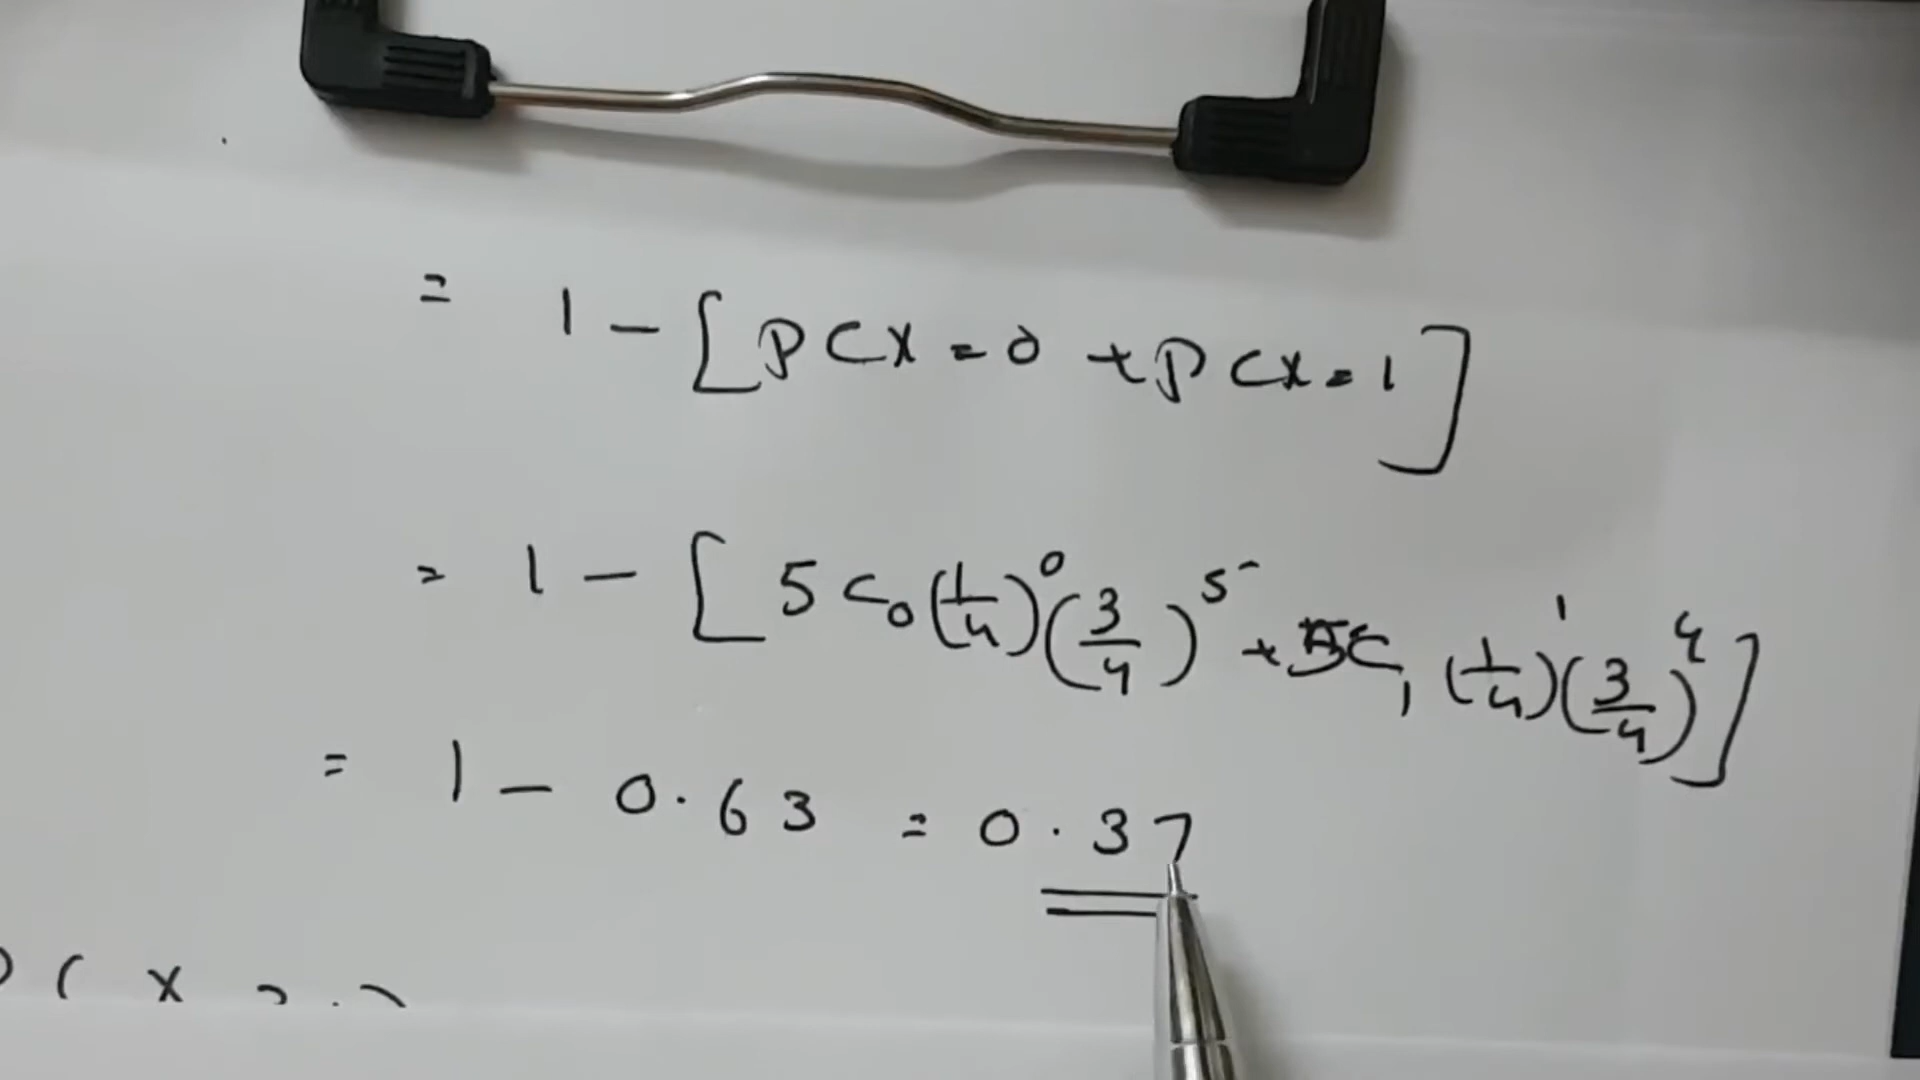 = 1 - [P(X=0 + P(X=1]
= 1 - [5C₀(1/4)⁰(3/4)⁵ + 5C₁(1/4)¹(3/4)⁴]
= 1 - 0.63 = 0.37
( x